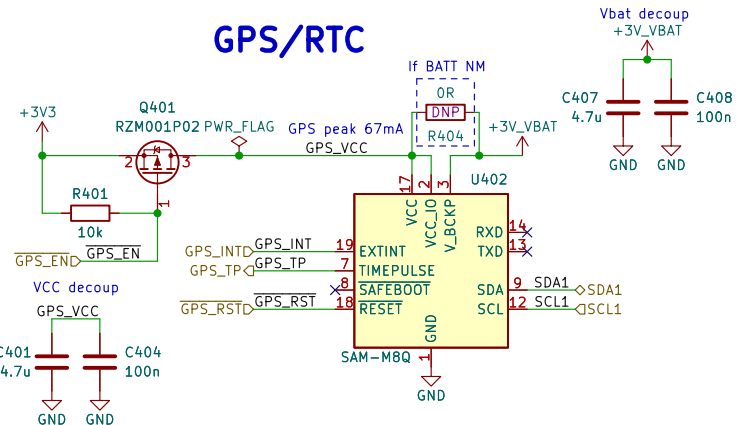 GPS/RTC
Vbat decoup
+3V_VBAT
C407
4.7u
C408
100n
GND
GND
If BATT NM
0R
DNP
R404
+3V3
Q401
RZM001P02
PWR_FLAG
GPS peak 67mA
GPS_VCC
+3V_VBAT
2
3
1
R401
10k
GPS_EN
GPS_EN
U402
17
2
3
VCC
VCC_IO
V_BCKP
GPS_INT
GPS_INT
19
EXTINT
GPS_TP
GPS_TP
7
TIMEPULSE
8
SAFEBOOT
GPS_RST
GPS_RST
18
RESET
RXD
14
TXD
13
SDA
9
SDA1
SDA1
SCL
12
SCL1
SCL1
GND
1
SAM-M8Q
GND
VCC decoup
GPS_VCC
C401
4.7u
C404
100n
GND
GND